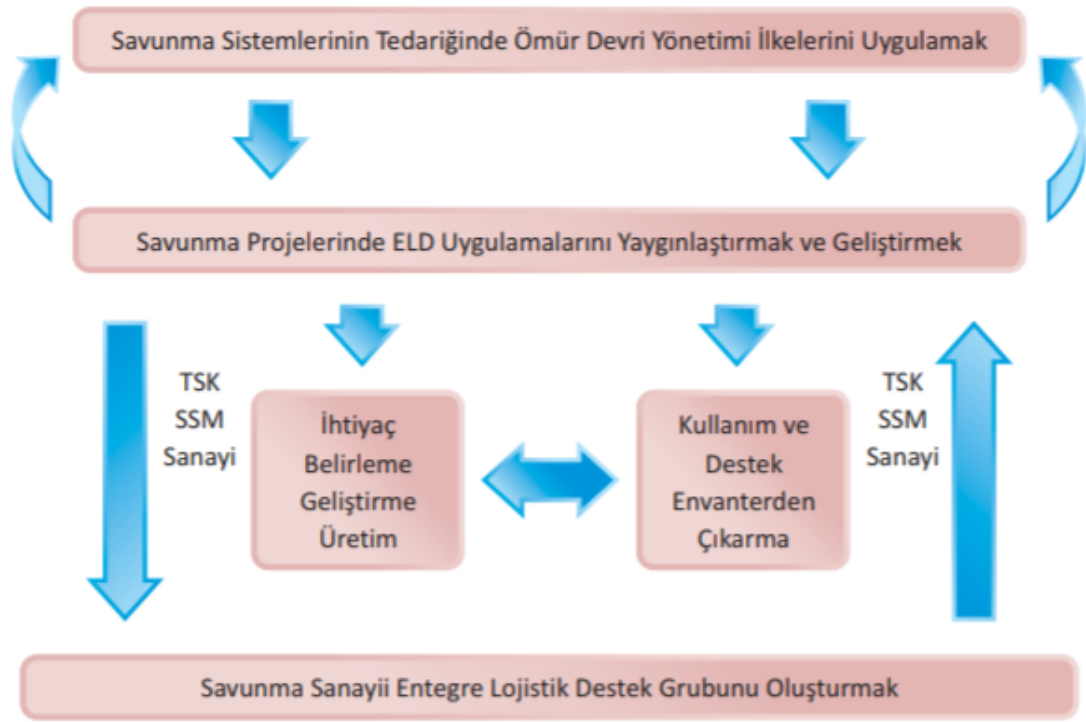 Savunma Sistemlerinin Tedariğinde Ömür Devri Yönetimi İlkelerini Uygulamak
Savunma Projelerinde ELD Uygulamalarını Yaygınlaştırmak ve Geliştirmek
TSK
SSM
Sanayi
İhtiyaç
Belirleme
Geliştirme
Üretim
Kullanım ve
Destek
Envanterden
Çıkarma
TSK
SSM
Sanayi
Savunma Sanayii Entegre Lojistik Destek Grubunu Oluşturmak